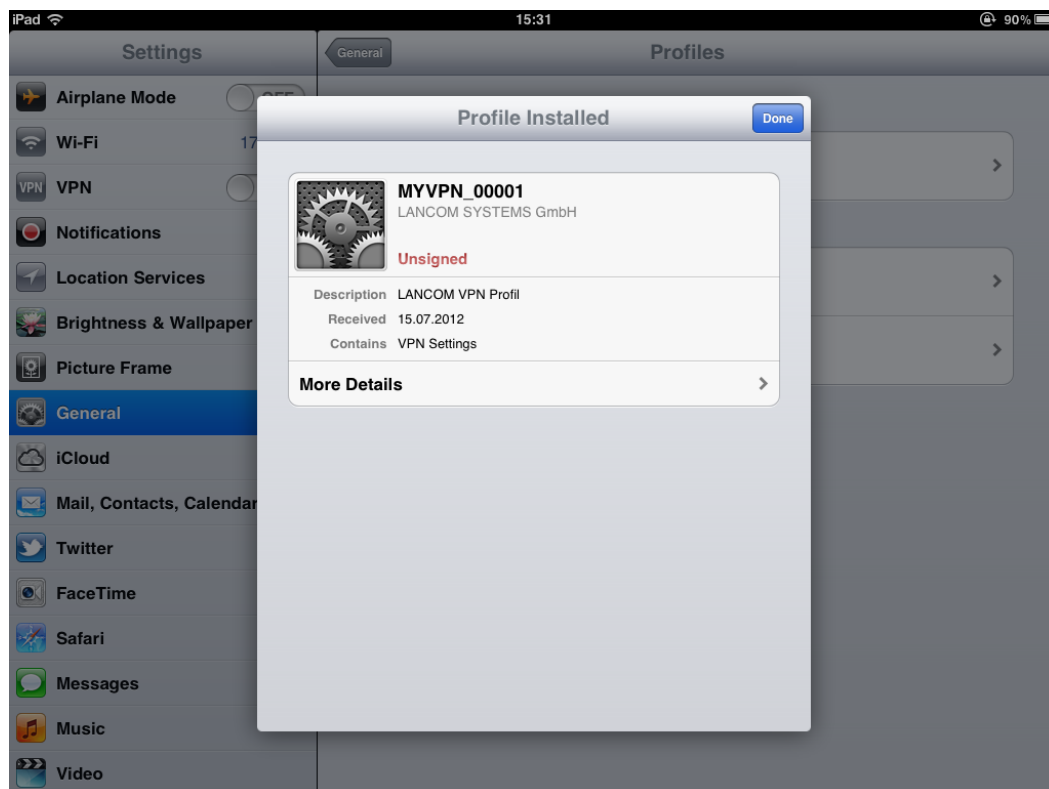 iPad 15:31 90%
Settings
General
Profiles
Airplane Mode
Wi-Fi 17
VPN VPN
Notifications
Location Services
Brightness & Wallpaper
Picture Frame
General
iCloud
Mail, Contacts, Calendar
Twitter
FaceTime
Safari
Messages
Music
Video
Profile Installed
Done
MYVPN_00001
LANCOM SYSTEMS GmbH
Unsigned
Description LANCOM VPN Profil
Received 15.07.2012
Contains VPN Settings
More Details